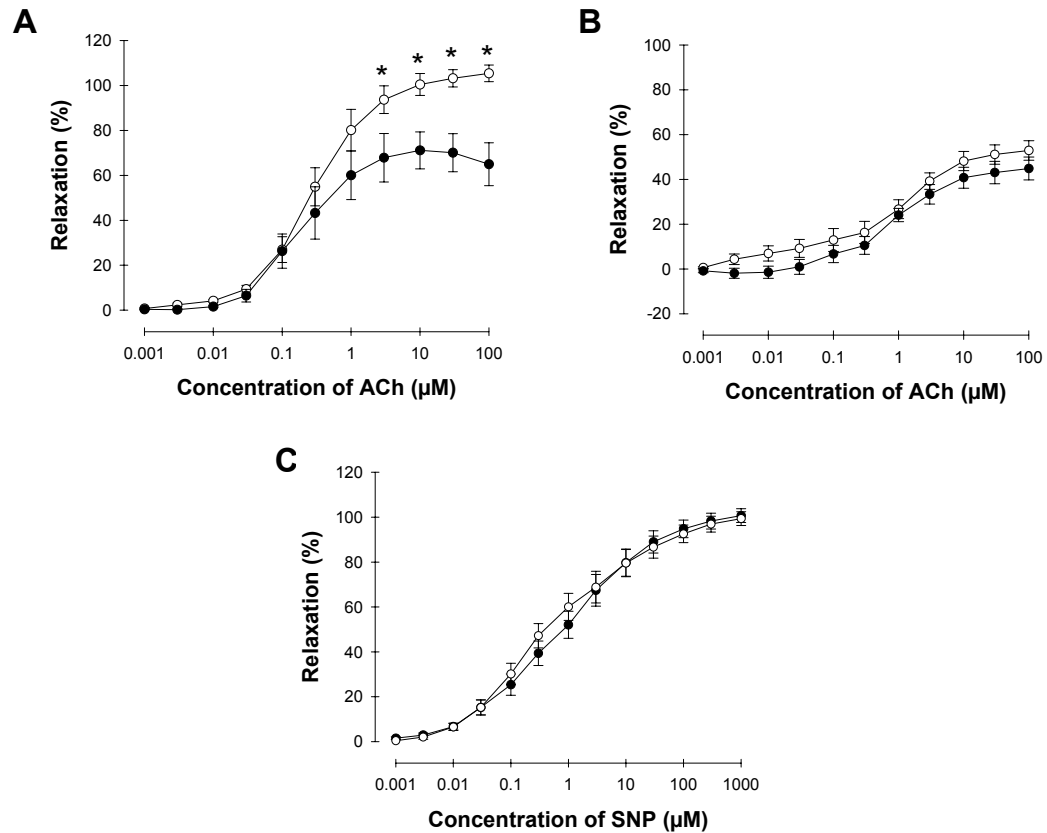 A
120
100
80
60
40
20
0
* * * *
Relaxation (%)
0.001 0.01 0.1 1 10 100
Concentration of ACh (µM)
B
100
80
60
40
20
0
-20
Relaxation (%)
0.001 0.01 0.1 1 10 100
Concentration of ACh (µM)
C
120
100
80
60
40
20
0
Relaxation (%)
0.001 0.01 0.1 1 10 100 1000
Concentration of SNP (µM)